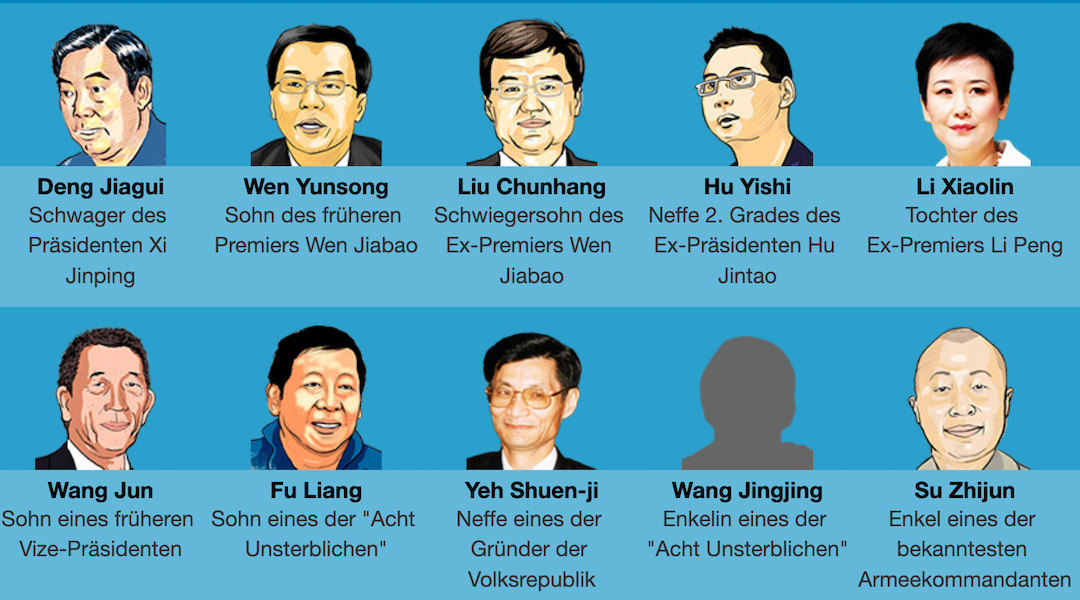 Deng Jiagui
Schwager des
Präsidenten Xi
Jinping
Wen Yunsong
Sohn des früheren
Premiers Wen Jiabao
Liu Chunhang
Schwiegersohn des
Ex-Premiers Wen
Jiabao
Hu Yishi
Neffe 2. Grades des
Ex-Präsidenten Hu
Jintao
Li Xiaolin
Tochter des
Ex-Premiers Li Peng
Wang Jun
Sohn eines früheren
Vize-Präsidenten
Fu Liang
Sohn eines der "Acht
Unsterblichen"
Yeh Shuen-ji
Neffe eines der
Gründer der
Volksrepublik
Wang Jingjing
Enkelin eines der
"Acht Unsterblichen"
Su Zhijun
Enkel eines der
bekanntesten
Armeekommandanten